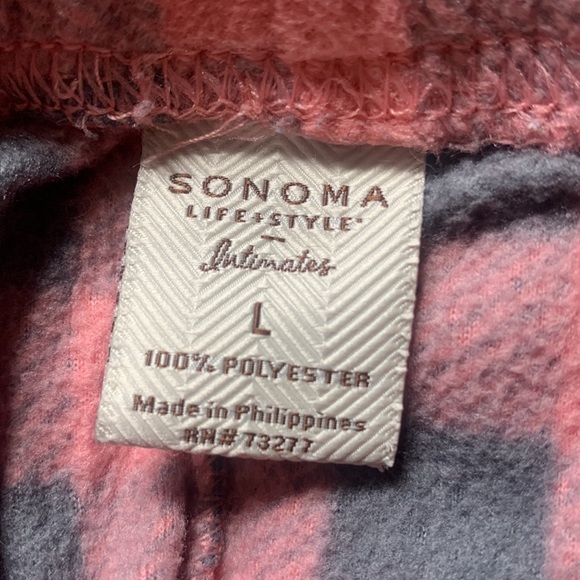 SONOMA
LIFE+STYLE®
Intimates
L
100% POLYESTER
Made in Philippines
RN# 73277